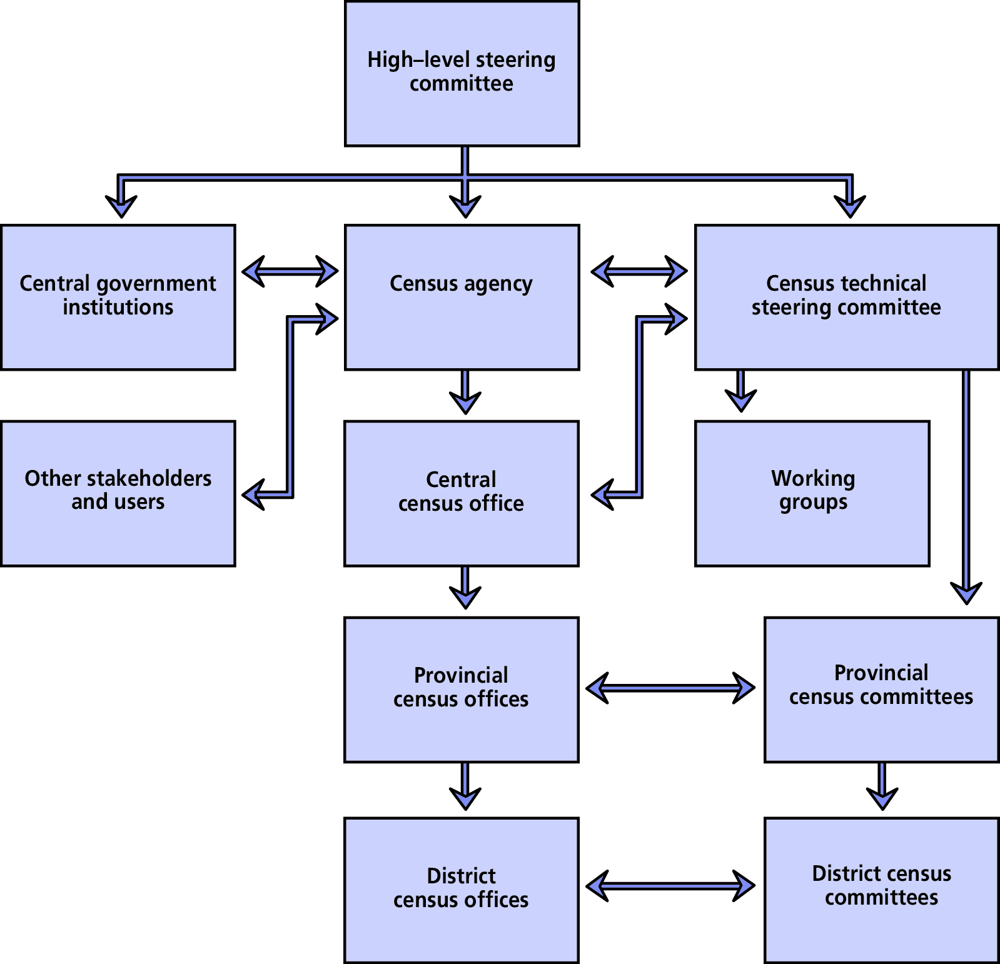 High–level steering
committee
Central government
institutions
Census agency
Census technical
steering committee
Other stakeholders
and users
Central
census office
Working
groups
Provincial
census offices
Provincial
census committees
District
census offices
District census
committees